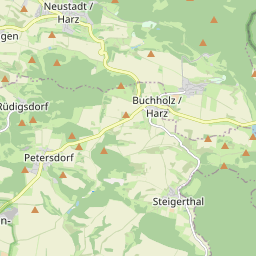 Neustadt /
Harz
gen
Buchholz /
Harz
Rüdigsdorf
Petersdorf
Steigerthal
n-